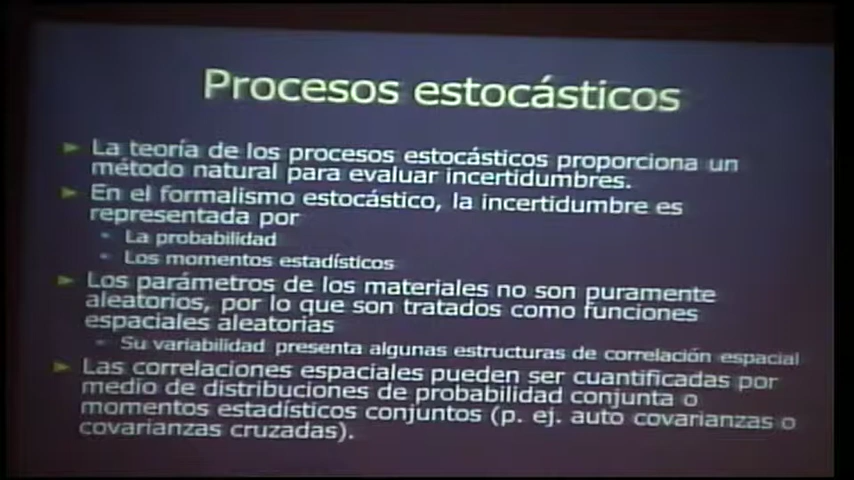 Procesos estocásticos
La teoría de los procesos estocásticos proporciona un
método natural para evaluar incertidumbres.
En el formalismo estocástico, la incertidumbre es
representada por
La probabilidad
Los momentos estadísticos
Los parámetros de los materiales no son puramente
aleatorios, por lo que son tratados como funciones
espaciales aleatorias
Su variabilidad presenta algunas estructuras de correlación espacial
Las correlaciones espaciales pueden ser cuantificadas por
medio de distribuciones de probabilidad conjunta o
momentos estadísticos conjuntos (p. ej. auto covarianzas o
covarianzas cruzadas).